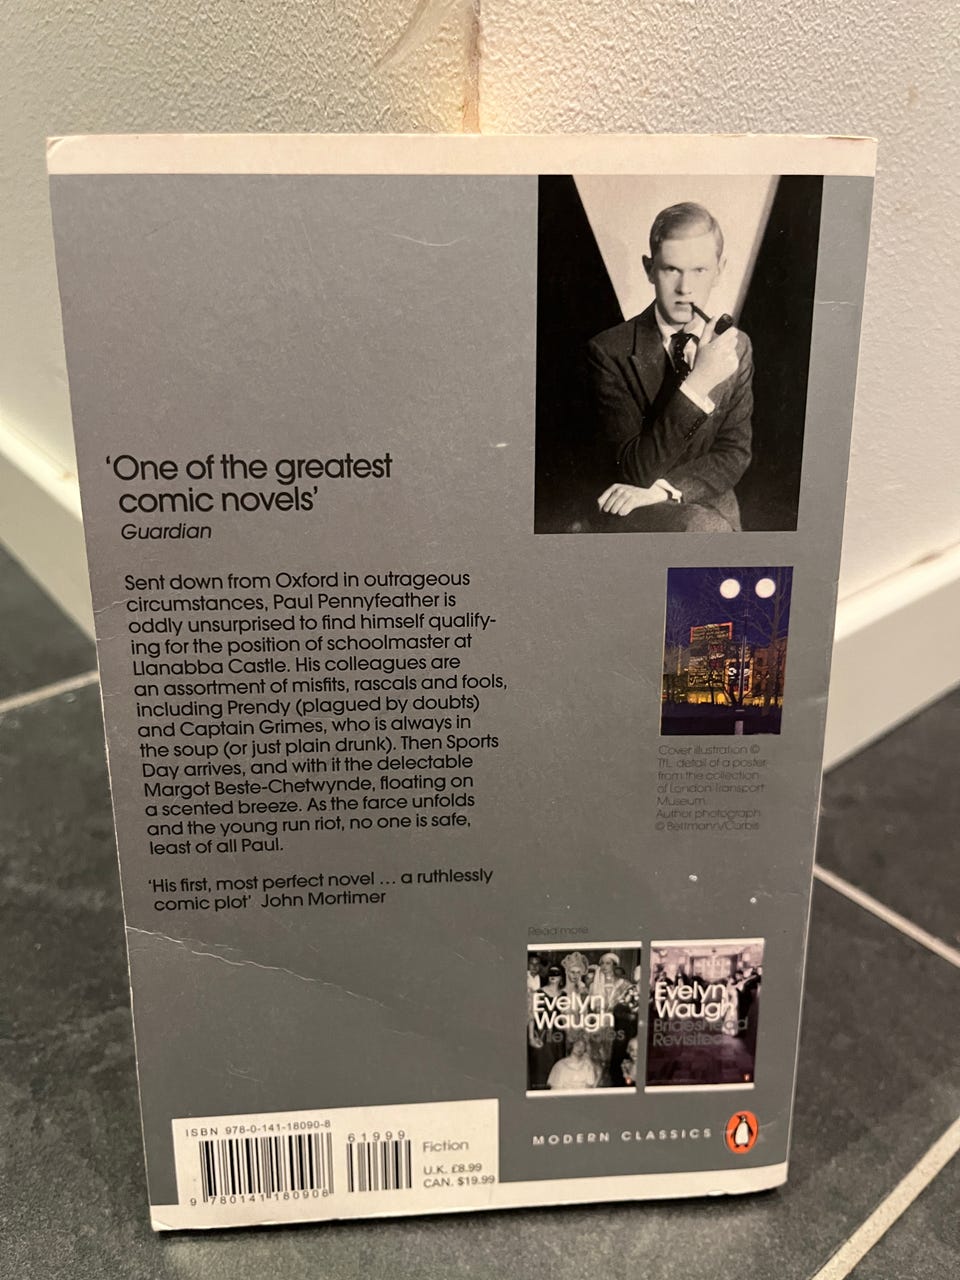 ‘One of the greatest
comic novels’
Guardian
Sent down from Oxford in outrageous
circumstances, Paul Pennyfeather is
oddly unsurprised to find himself qualify-
ing for the position of schoolmaster at
Llanabba Castle. His colleagues are
an assortment of misfits, rascals and fools,
including Prendy (plagued by doubts)
and Captain Grimes, who is always in
the soup (or just plain drunk). Then Sports
Day arrives, and with it the delectable
Margot Beste-Chetwynde, floating on
a scented breeze. As the farce unfolds
and the young run riot, no one is safe,
least of all Paul.
‘His first, most perfect novel ... a ruthlessly
comic plot’ John Mortimer
Cover illustration ©
TfL, detail of a poster
from the collection
of London Transport
Museum.
Author photograph
© Bettmann/Corbis
Read more
Evelyn
Waugh
Vile Bodies
Evelyn
Waugh
Brideshead
Revisited
MODERN CLASSICS
ISBN 978-0-141-18090-8
61999
9 780141 180908
Fiction
U.K. £8.99
CAN. $19.99